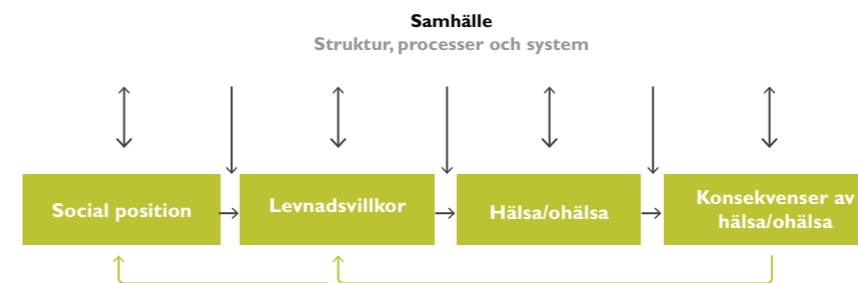 Samhälle
Struktur, processer och system
Social position
Levnadsvillkor
Hälsa/ohälsa
Konsekvenser av
hälsa/ohälsa